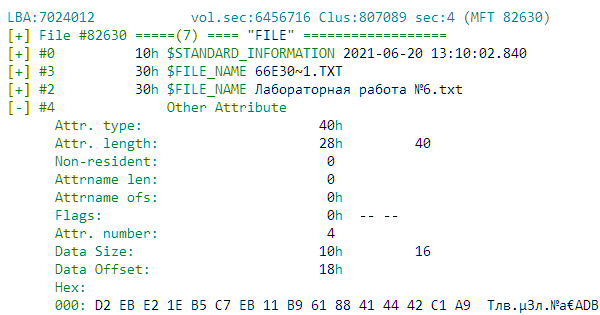 LBA:7024012 vol.sec:6456716 Clus:807089 sec:4 (MFT 82630)
[+] File #82630 =====(7) ==== "FILE" ==================
[+] #0 10h $STANDARD_INFORMATION 2021-06-20 13:10:02.840
[+] #3 30h $FILE_NAME 66E30~1.TXT
[+] #2 30h $FILE_NAME Лабораторная работа №6.txt
[-] #4 Other Attribute
Attr. type: 40h
Attr. length: 28h 40
Non-resident: 0
Attrname len: 0
Attrname ofs: 0h
Flags: 0h -- --
Attr. number: 4
Data Size: 10h 16
Data Offset: 18h
Hex:
000: D2 EB E2 1E B5 C7 EB 11 B9 61 88 41 44 42 C1 A9 Тлв.µЗл.№a€ADB